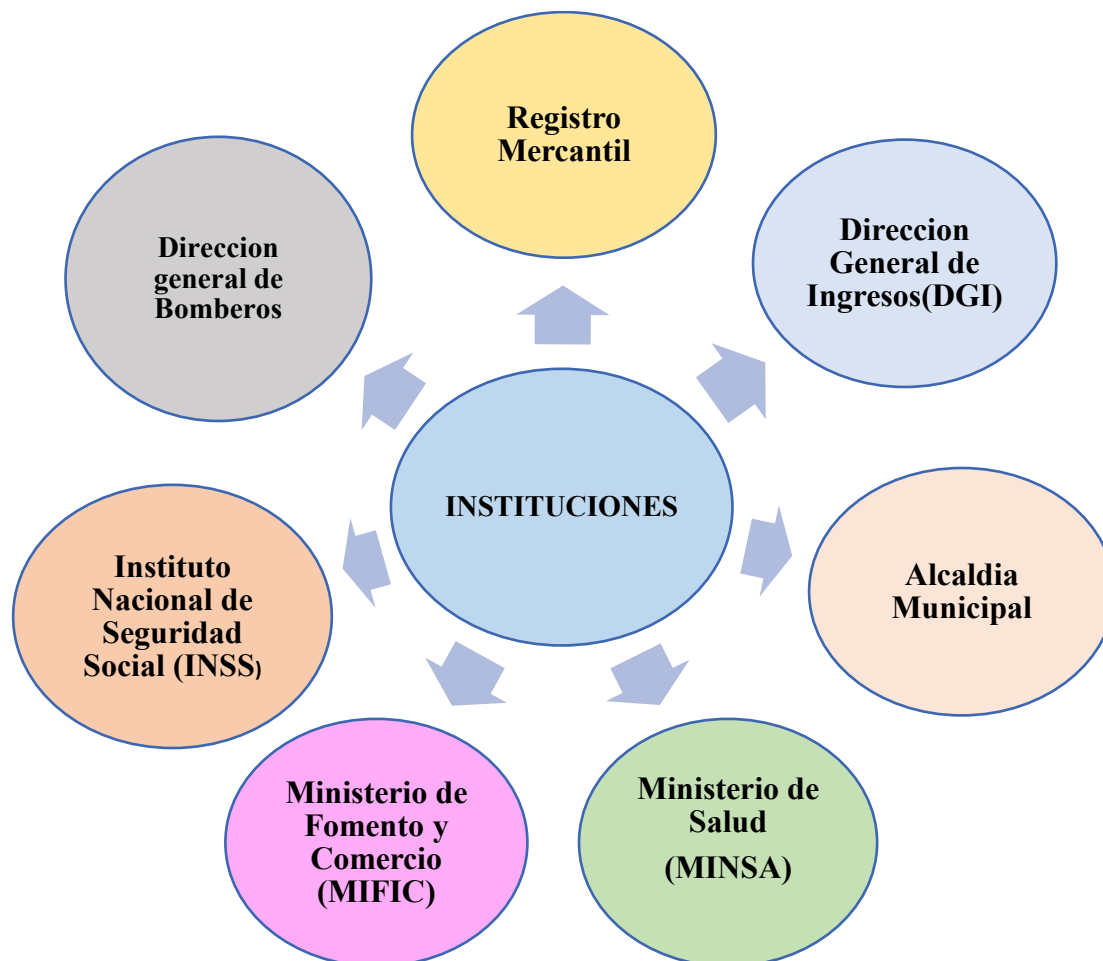 Registro
Mercantil
Direccion
General de
Ingresos(DGI)
Alcaldia
Municipal
Ministerio de
Salud
(MINSA)
Ministerio de
Fomento y
Comercio
(MIFIC)
Instituto
Nacional de
Seguridad
Social (INSS)
Direccion
general de
Bomberos
INSTITUCIONES